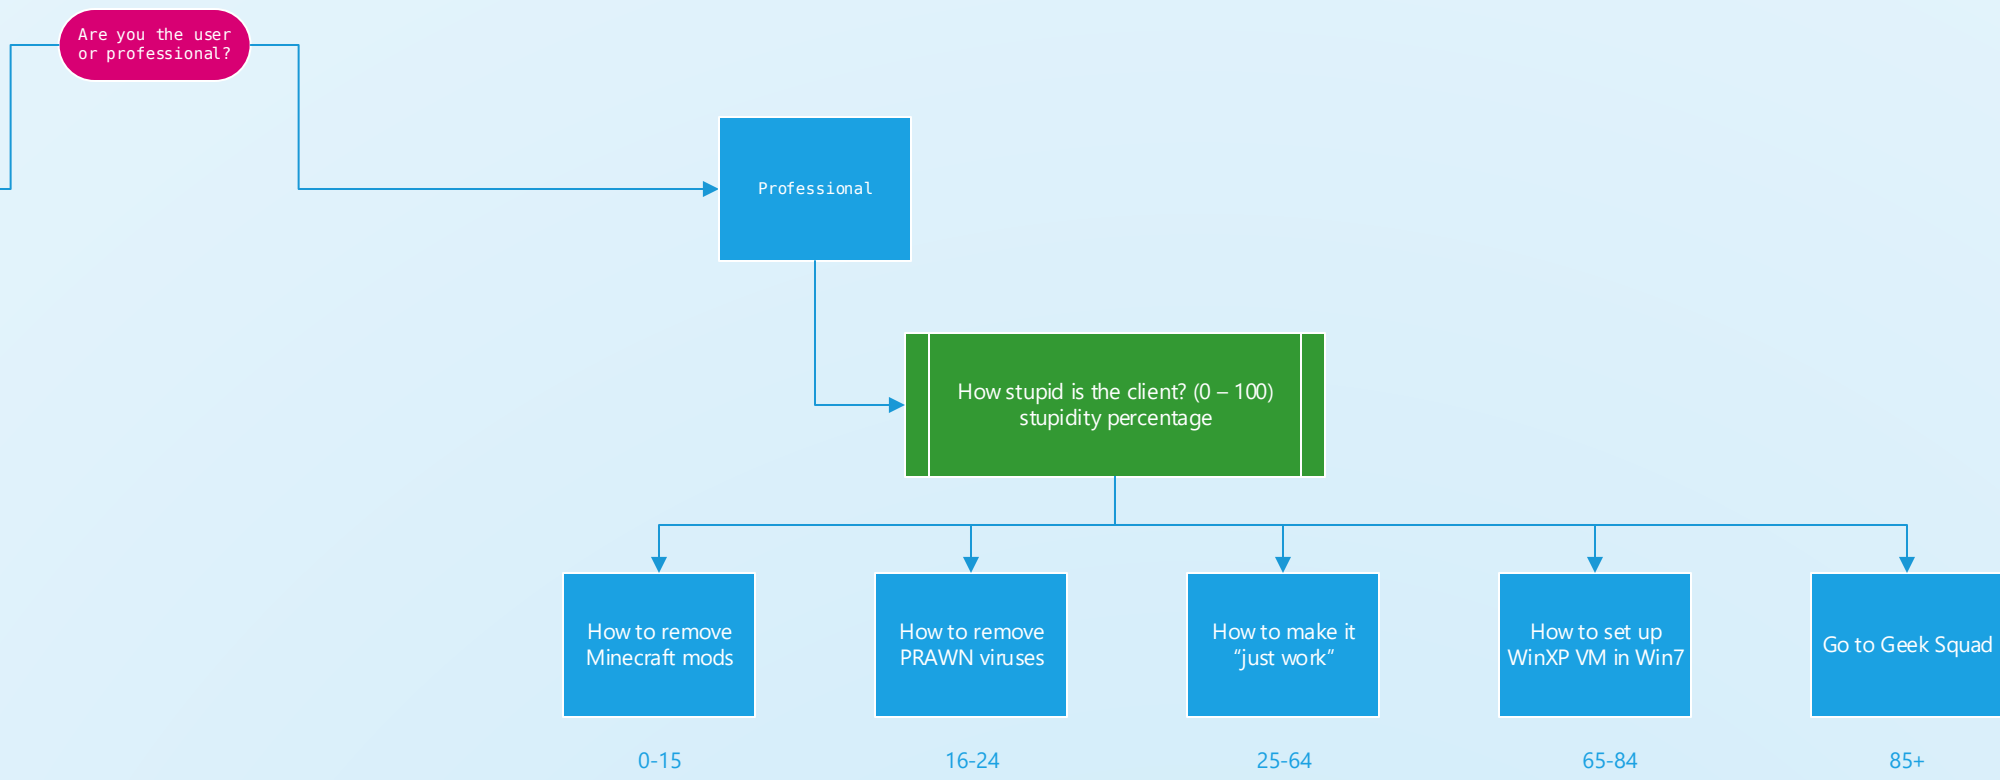 Are you the user
or professional?
Professional
How stupid is the client? (0 – 100)
stupidity percentage
How to remove
Minecraft mods
How to remove
PRAWN viruses
How to make it
“just work”
How to set up
WinXP VM in Win7
Go to Geek Squad
0-15
16-24
25-64
65-84
85+